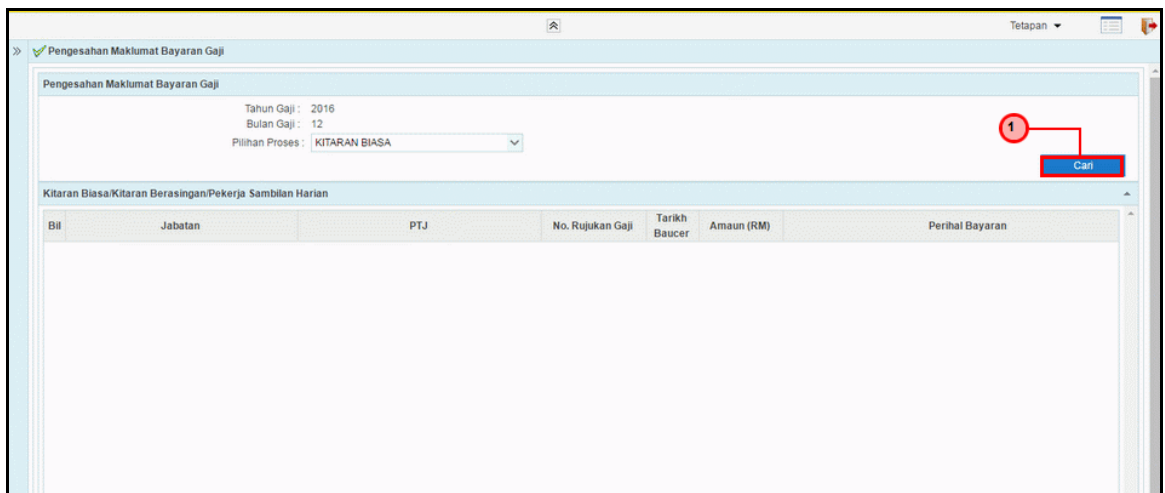 Tetapan
Pengesahan Maklumat Bayaran Gaji
Pengesahan Maklumat Bayaran Gaji
Tahun Gaji : 2016
Bulan Gaji : 12
Pilihan Proses : KITARAN BIASA
1
Cari
Kitaran Biasa/Kitaran Berasingan/Pekerja Sambilan Harian
Bil Jabatan PTJ No. Rujukan Gaji Tarikh Baucer Amaun (RM) Perihal Bayaran